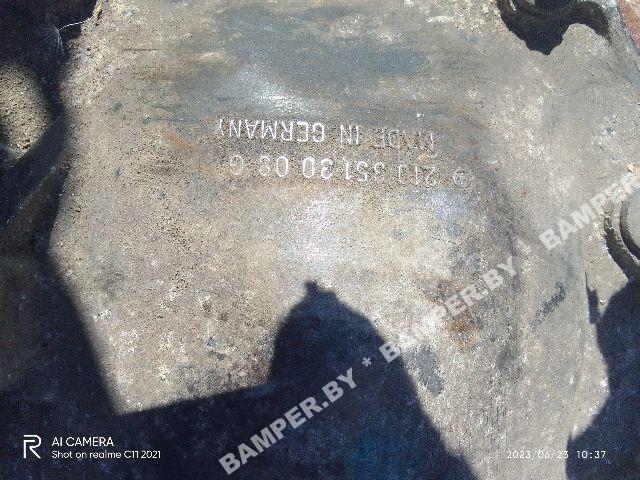 210 351 30 08
MADE IN GERMANY
BAMPER.BY * BAMPER.BY * BAMPER.BY
R AI CAMERA
Shot on realme C11 2021
2023/06/23 10:37